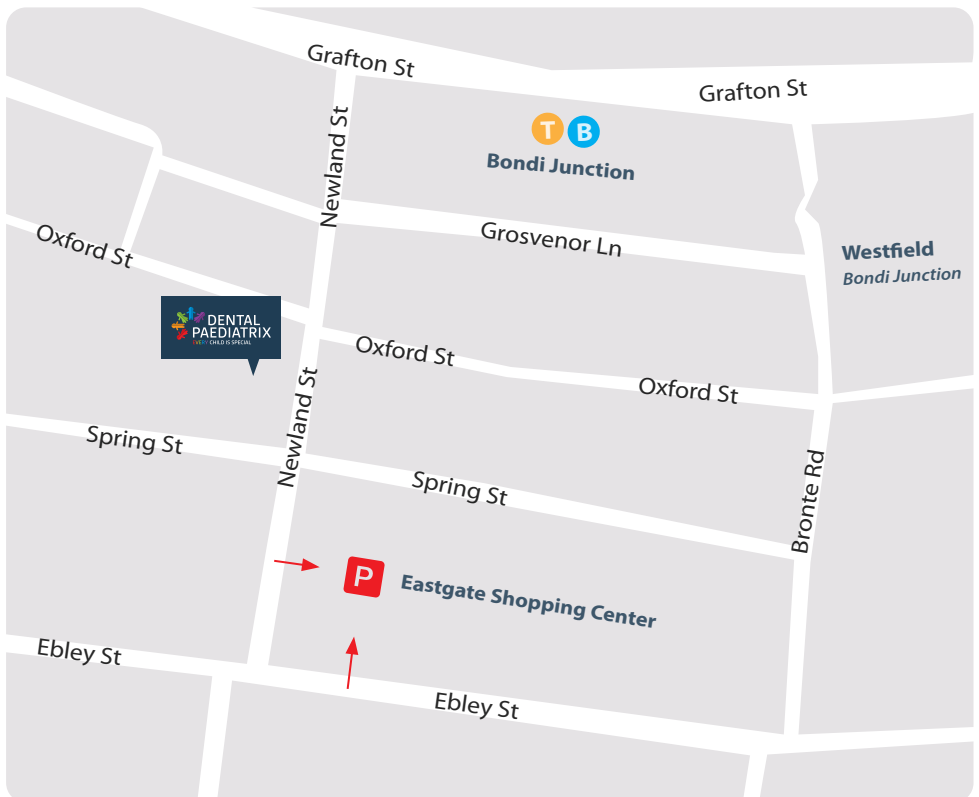 Grafton St
Grafton St
Newland St
T B
Bondi Junction
Grosvenor Ln
Westfield
Bondi Junction
Oxford St
DENTAL
PAEDIATRIX
EVERY CHILD IS SPECIAL
Oxford St
Oxford St
Newland St
Spring St
Spring St
Bronte Rd
P
Eastgate Shopping Center
Ebley St
Ebley St